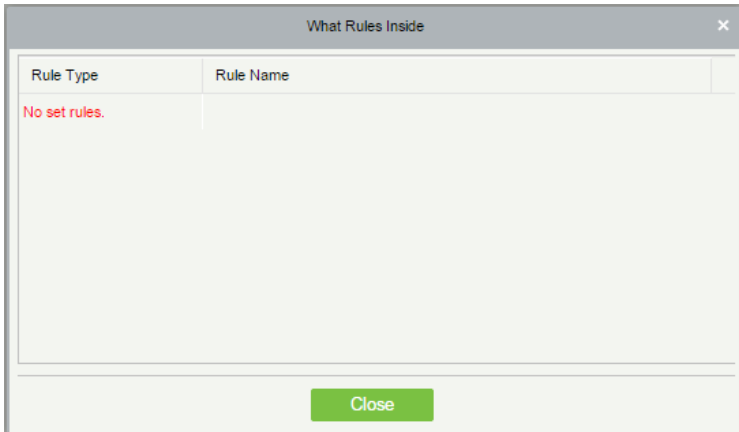 What Rules Inside ×
Rule Type Rule Name
No set rules.
Close